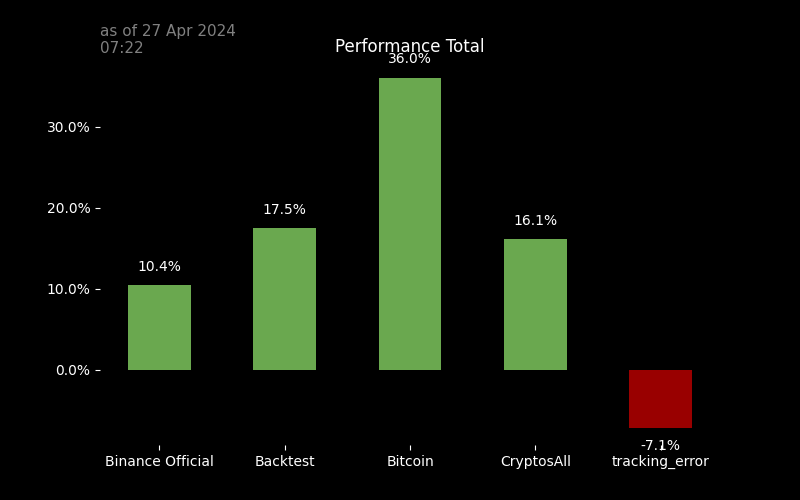 as of 27 Apr 2024
07:22
Performance Total
36.0%
30.0%
20.0%
17.5%
16.1%
10.4%
10.0%
0.0%
-7.1%
Binance Official
Backtest
Bitcoin
CryptosAll
tracking_error